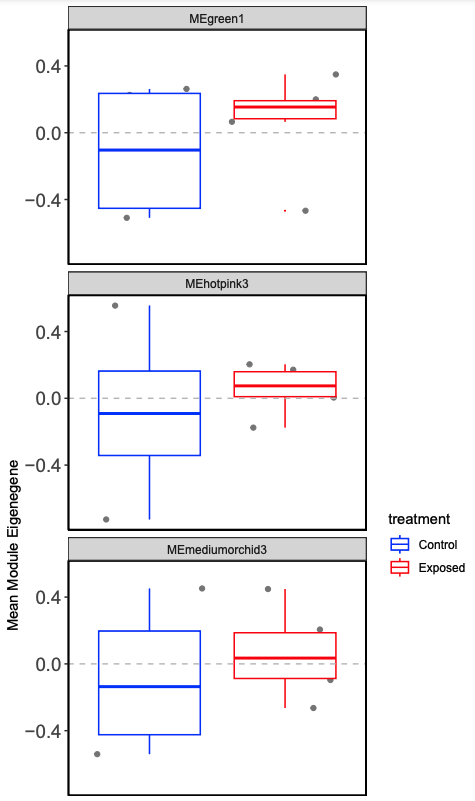 MEgreen1
0.4
0.0
−0.4
MEhotpink3
0.4
0.0
−0.4
MEmediumorchid3
0.4
0.0
−0.4
Mean Module Eigenegene
treatment
Control
Exposed